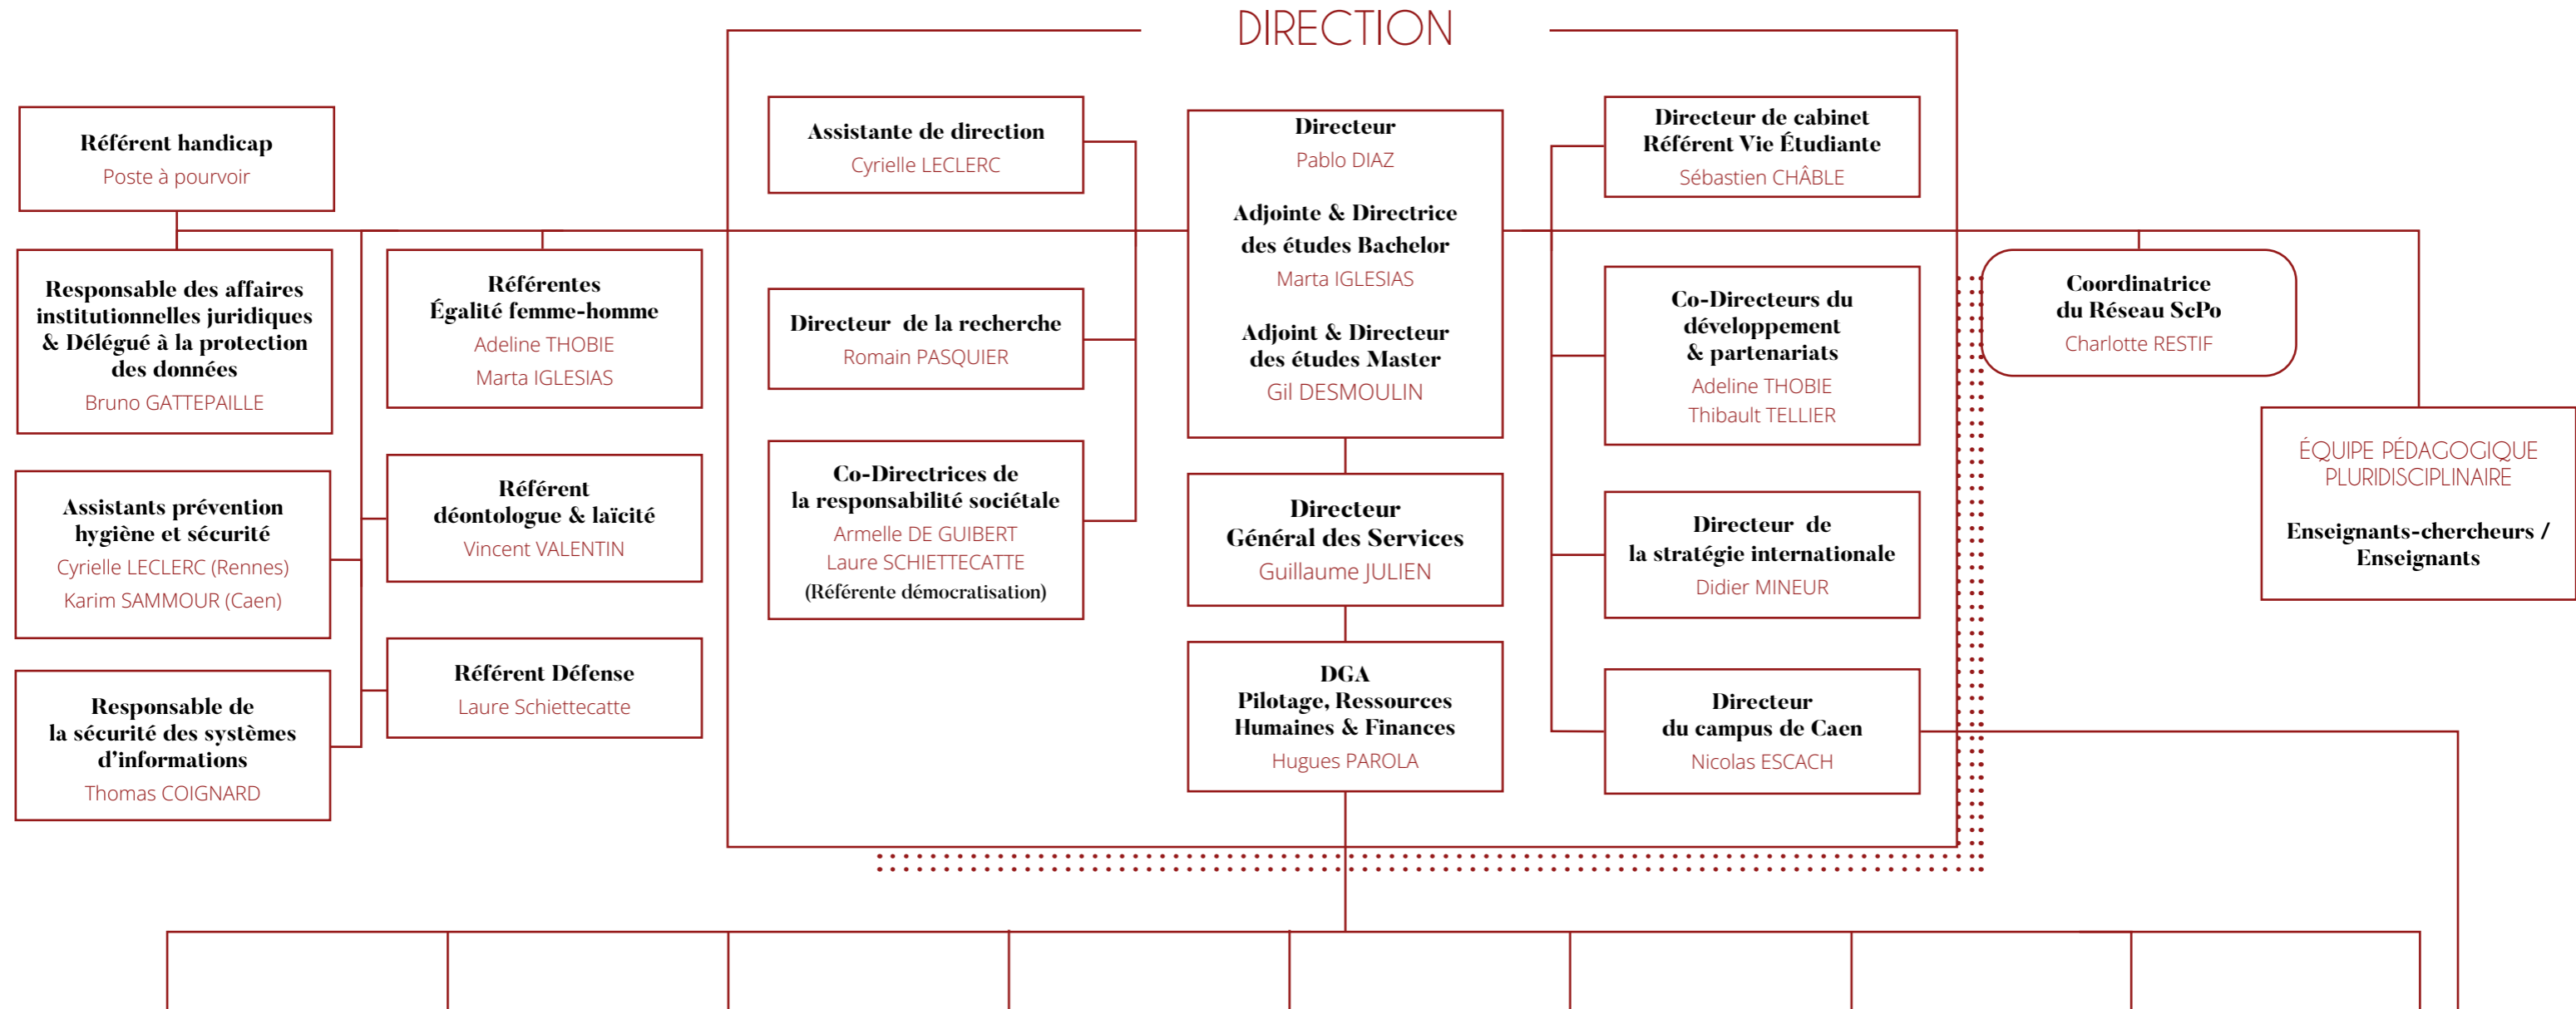 DIRECTION
Référent handicap
Poste à pourvoir
Responsable des affaires
institutionnelles juridiques
& Délégué à la protection
des données
Bruno GATTEPAILLE
Assistants prévention
hygiène et sécurité
Cyrielle LECLERC (Rennes)
Karim SAMMOUR (Caen)
Responsable de
la sécurité des systèmes
d'informations
Thomas COIGNARD
Référentes
Égalité femme-homme
Adeline THOBIE
Marta IGLESIAS
Référent
déontologue & laïcité
Vincent VALENTIN
Référent Défense
Laure Schiettecatte
Assistante de direction
Cyrielle LECLERC
Directeur de la recherche
Romain PASQUIER
Co-Directrices de
la responsabilité sociétale
Armelle DE GUIBERT
Laure SCHIETTECATTE
(Référente démocratisation)
Directeur
Pablo DIAZ
Adjointe & Directrice
des études Bachelor
Marta IGLESIAS
Adjoint & Directeur
des études Master
Gil DESMOULIN
Directeur
Général des Services
Guillaume JULIEN
DGA
Pilotage, Ressources
Humaines & Finances
Hugues PAROLA
Directeur de cabinet
Référent Vie Étudiante
Sébastien CHÂBLE
Co-Directeurs du
développement
& partenariats
Adeline THOBIE
Thibault TELLIER
Directeur de
la stratégie internationale
Didier MINEUR
Directeur
du campus de Caen
Nicolas ESCACH
Coordinatrice
du Réseau ScPo
Charlotte RESTIF
ÉQUIPE PÉDAGOGIQUE
PLURIDISCIPLINAIRE
Enseignants-chercheurs /
Enseignants